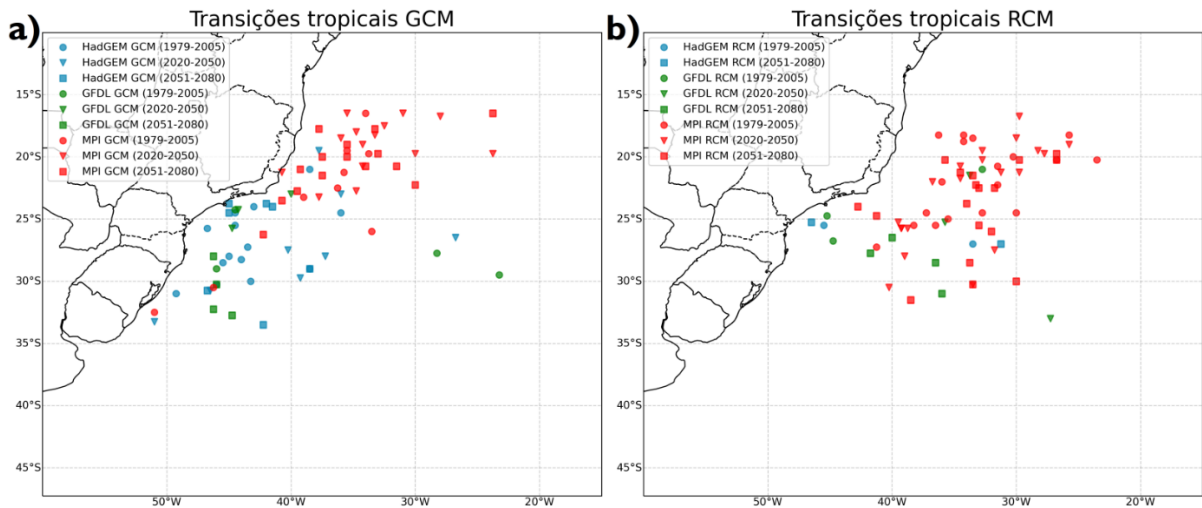 a)
Transições tropicais GCM
HadGEM GCM (1979-2005)
HadGEM GCM (2020-2050)
HadGEM GCM (2051-2080)
GFDL GCM (1979-2005)
GFDL GCM (2020-2050)
GFDL GCM (2051-2080)
MPI GCM (1979-2005)
MPI GCM (2020-2050)
MPI GCM (2051-2080)
15°S
20°S
25°S
30°S
35°S
40°S
45°S
50°W 40°W 30°W 20°W
b)
Transições tropicais RCM
HadGEM RCM (1979-2005)
HadGEM RCM (2051-2080)
GFDL RCM (1979-2005)
GFDL RCM (2020-2050)
GFDL RCM (2051-2080)
MPI RCM (1979-2005)
MPI RCM (2020-2050)
MPI RCM (2051-2080)
15°S
20°S
25°S
30°S
35°S
40°S
45°S
50°W 40°W 30°W 20°W